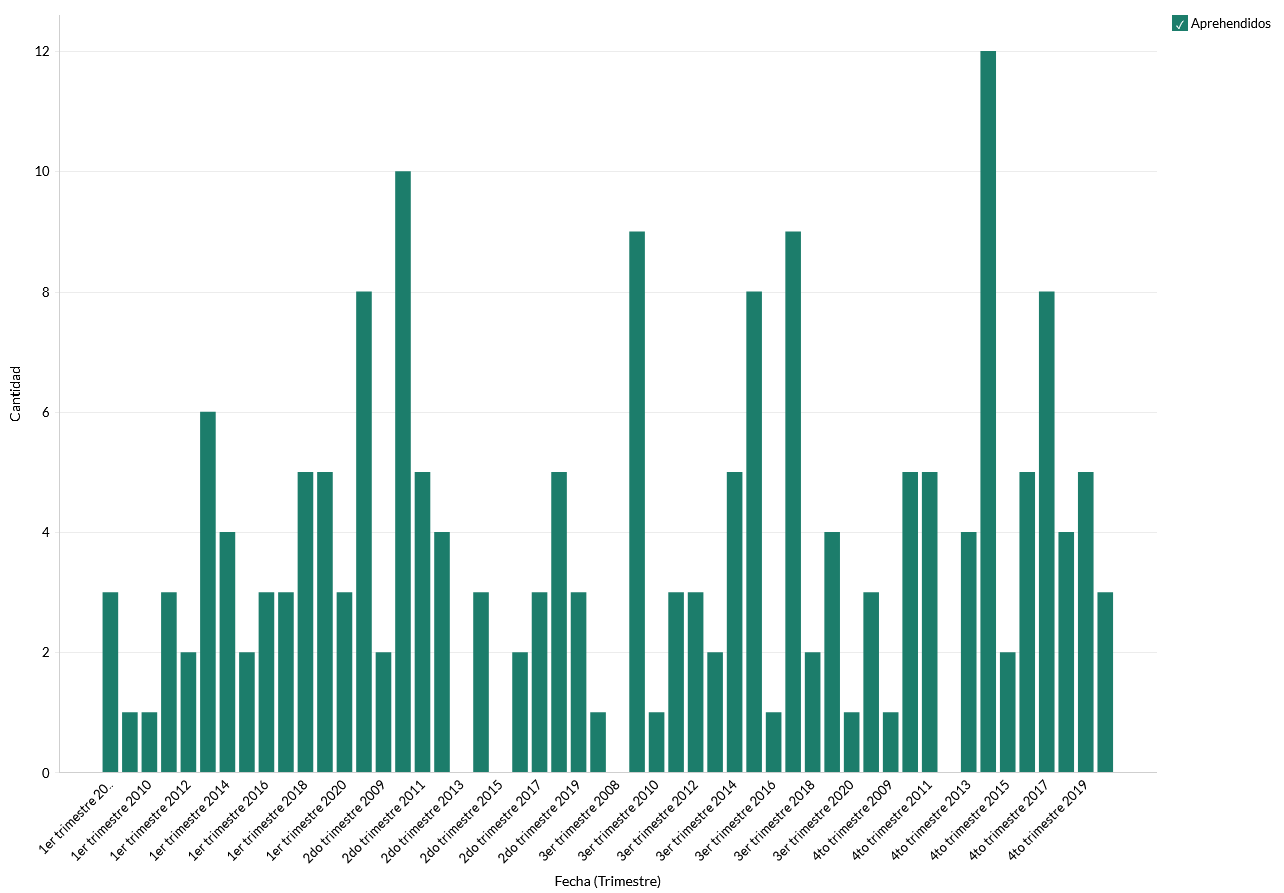 Aprehendidos
12
10
8
6
4
2
0
Cantidad
1er trimestre 20..
1er trimestre 2010
1er trimestre 2012
1er trimestre 2014
1er trimestre 2016
1er trimestre 2018
1er trimestre 2020
2do trimestre 2009
2do trimestre 2011
2do trimestre 2013
2do trimestre 2015
2do trimestre 2017
2do trimestre 2019
3er trimestre 2008
3er trimestre 2010
3er trimestre 2012
3er trimestre 2014
3er trimestre 2016
3er trimestre 2018
3er trimestre 2020
4to trimestre 2009
4to trimestre 2011
4to trimestre 2013
4to trimestre 2015
4to trimestre 2017
4to trimestre 2019
Fecha (Trimestre)